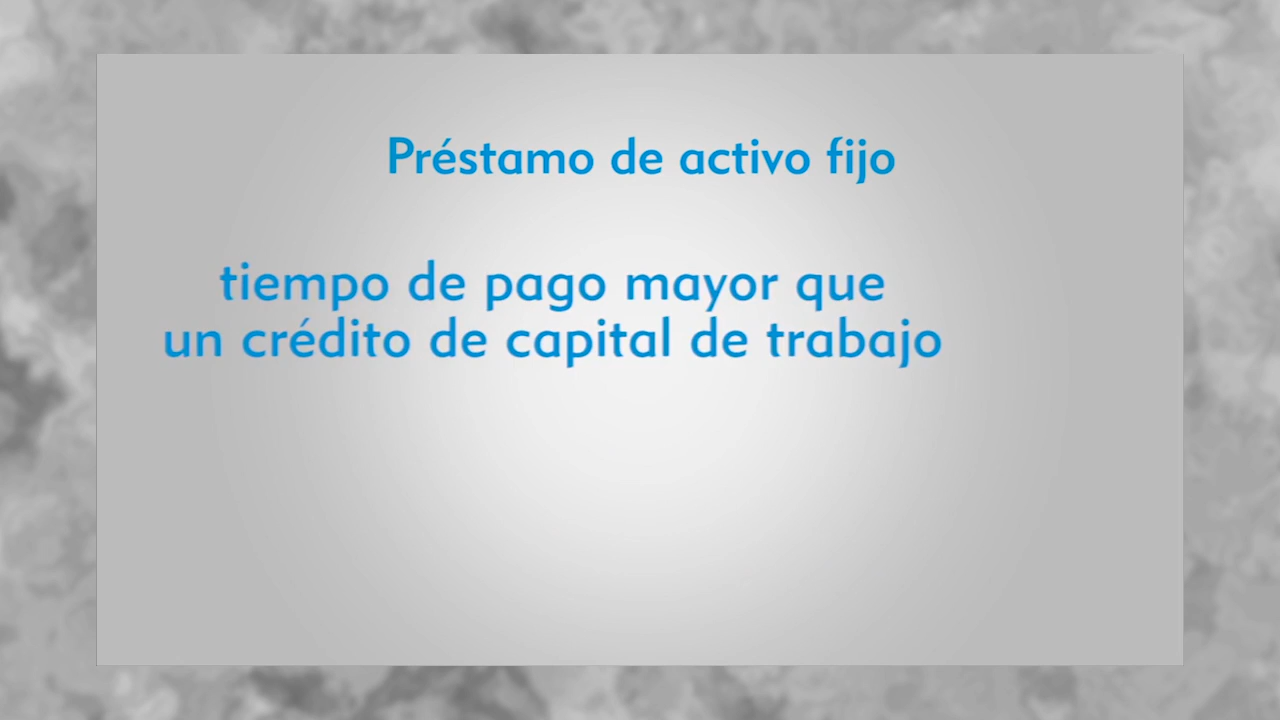 Préstamo de activo fijo
tiempo de pago mayor que
un crédito de capital de trabajo